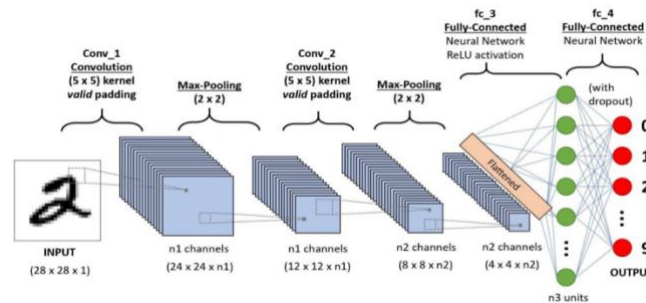 Conv_1
Convolution
(5 x 5) kernel
valid padding
Max-Pooling
(2 x 2)
Conv_2
Convolution
(5 x 5) kernel
valid padding
Max-Pooling
(2 x 2)
fc_3
Fully-Connected
Neural Network
ReLU activation
fc_4
Fully-Connected
Neural Network
(with
dropout)
Flattened
0
1
2
9
INPUT
(28 x 28 x 1)
n1 channels
(24 x 24 x n1)
n1 channels
(12 x 12 x n1)
n2 channels
(8 x 8 x n2)
n2 channels
(4 x 4 x n2)
n3 units
OUTPU
2